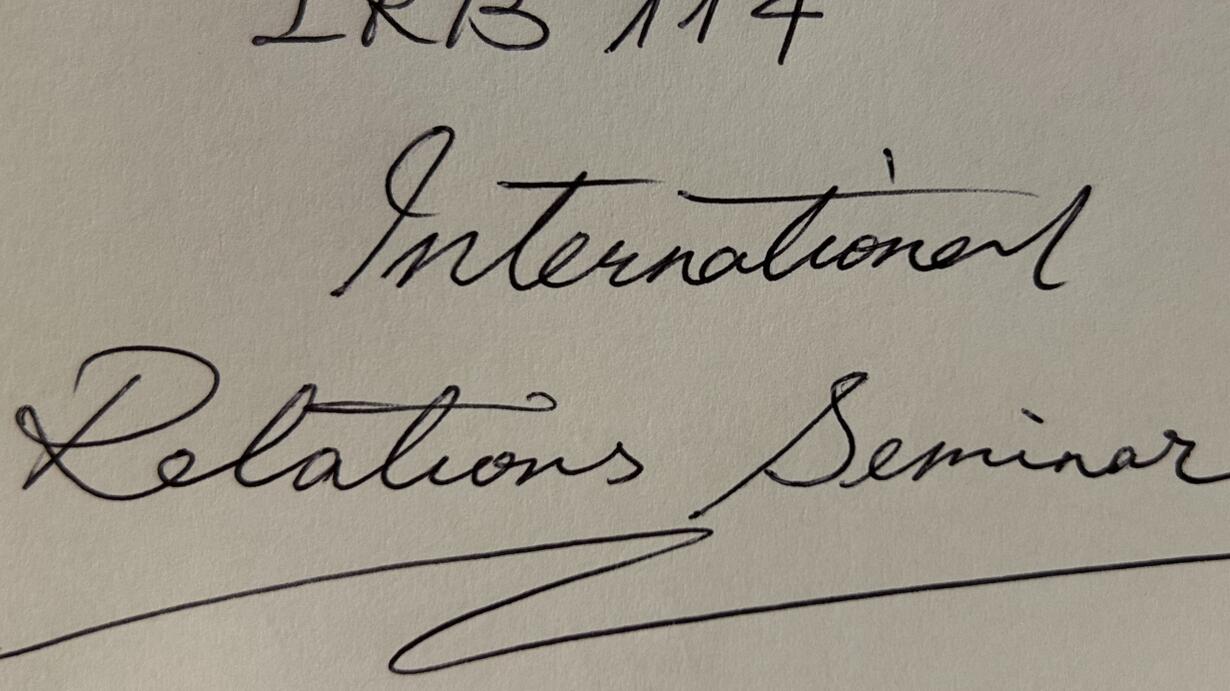 IRB 114
International
Relations Seminar